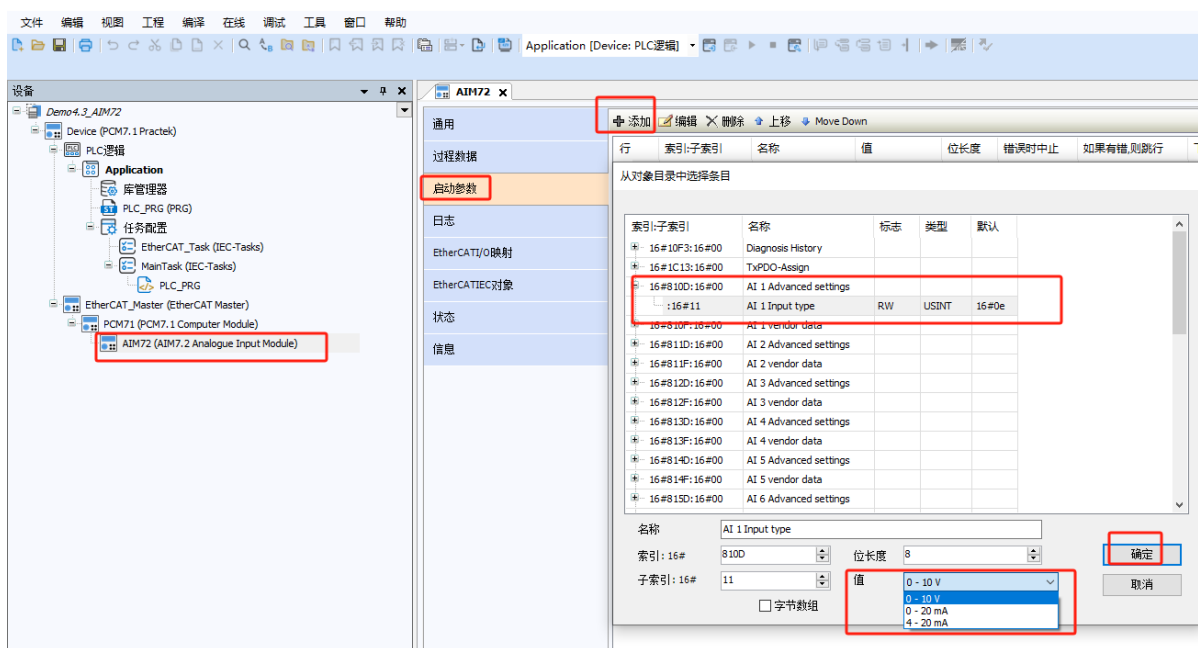 文件 编辑 视图 工程 编译 在线 调试 工具 窗口 帮助
Application [Device: PLC逻辑]
设备
Demo4.3_AIM72
Device (PCM7.1 Practek)
PLC逻辑
Application
库管理器
PLC_PRG (PRG)
任务配置
EtherCAT_Task (IEC-Tasks)
MainTask (IEC-Tasks)
PLC_PRG
EtherCAT_Master (EtherCAT Master)
PCM71 (PCM7.1 Computer Module)
AIM72 (AIM7.2 Analogue Input Module)
AIM72
通用
过程数据
启动参数
日志
EtherCATI/O映射
EtherCATIEC对象
状态
信息
添加 编辑 删除 上移 Move Down
行 索引:子索引 名称 值 位长度 错误时中止 如果有错,则跳行
从对象目录中选择条目
索引:子索引 名称 标志 类型 默认
16#10F3:16#00 Diagnosis History
16#1C13:16#00 TxPDO-Assign
16#810D:16#00 AI 1 Advanced settings
:16#11 AI 1 Input type RW USINT 16#0e
16#810F:16#00 AI 1 vendor data
16#811D:16#00 AI 2 Advanced settings
16#811F:16#00 AI 2 vendor data
16#812D:16#00 AI 3 Advanced settings
16#812F:16#00 AI 3 vendor data
16#813D:16#00 AI 4 Advanced settings
16#813F:16#00 AI 4 vendor data
16#814D:16#00 AI 5 Advanced settings
16#814F:16#00 AI 5 vendor data
16#815D:16#00 AI 6 Advanced settings
名称 AI 1 Input type
索引: 16# 810D 位长度 8 确定
子索引: 16# 11 值 0 - 10 V 取消
字节数组
0 - 10 V
0 - 20 mA
4 - 20 mA